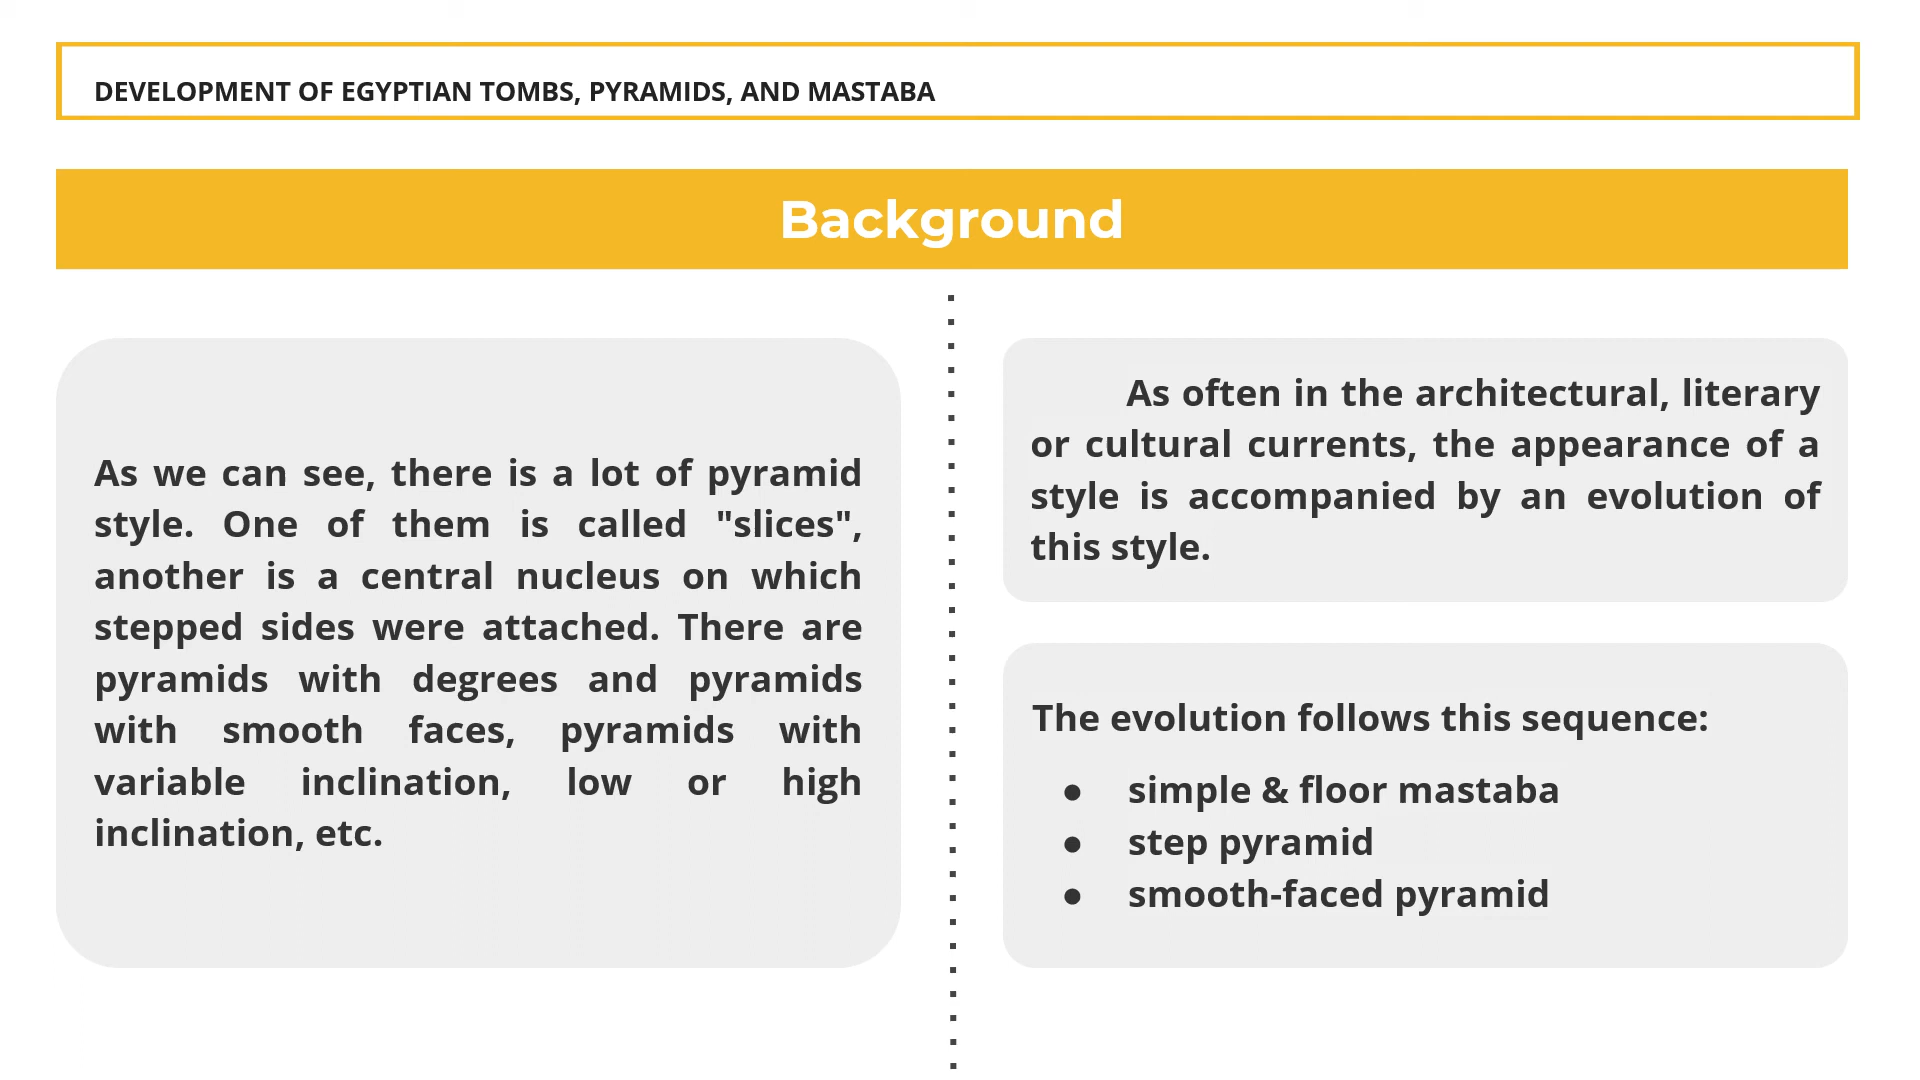 DEVELOPMENT OF EGYPTIAN TOMBS, PYRAMIDS, AND MASTABA
Background
As we can see, there is a lot of pyramid
style. One of them is called "slices",
another is a central nucleus on which
stepped sides were attached. There are
pyramids with degrees and pyramids
with smooth faces, pyramids with
variable inclination, low or high
inclination, etc.
As often in the architectural, literary
or cultural currents, the appearance of a
style is accompanied by an evolution of
this style.
The evolution follows this sequence:
● simple & floor mastaba
● step pyramid
● smooth-faced pyramid